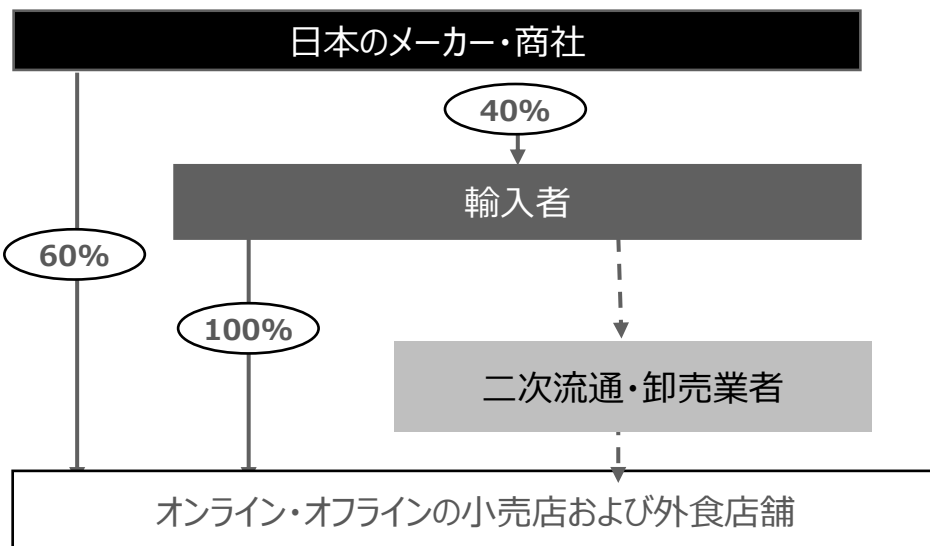 日本のメーカー・商社
40%
輸入者
60%
100%
二次流通・卸売業者
オンライン・オフラインの小売店および外食店舗